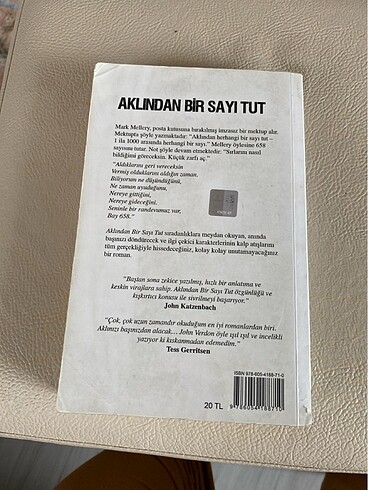 AKLINDAN BİR SAYI TUT
Mark Mellery, posta kutusuna bırakılmış imzasız bir mektup alır.
Mektupta şöyle yazmaktadır: "Aklından herhangi bir sayı tut –
1 ila 1000 arasında herhangi bir sayı." Mellery öylesine 658
sayısını tutar. Not şöyle devam etmektedir: "Sırlarını nasıl
bildiğimi göreceksin. Küçük zarfı aç."
"Aldıklarını geri vereceksin
Vermiş olduklarını aldığın zaman.
Biliyorum ne düşündüğünü,
Ne zaman uyuduğunu,
Nereye gittiğini,
Nereye gideceğini.
Seninle bir randevumuz var,
Bay 658."
Aklından Bir Sayı Tut sıradanlıklara meydan okuyan, anında
başınızı döndürecek ve ilgi çekici karakterlerinin kalp atışlarını
tüm gerçekliğiyle hissedeceğiniz, kolay kolay unutamayacağınız
bir roman.
"Baştan sona zekice yazılmış, hızlı bir anlatıma ve
keskin virajlara sahip. Aklından Bir Sayı Tut özgünlüğü ve
kışkırtıcı konusu ile sivrilmeyi başarıyor."
John Katzenbach
"Çok, çok uzun zamandır okuduğum en iyi romanlardan biri.
Aklınızı başınızdan alacak... John Verdon öyle ışıl ışıl ve incelikli
yazıyor ki kıskanmadan edemedim."
Tess Gerritsen
ISBN 978-605-4188-71-0
20 TL
9 786054 188710